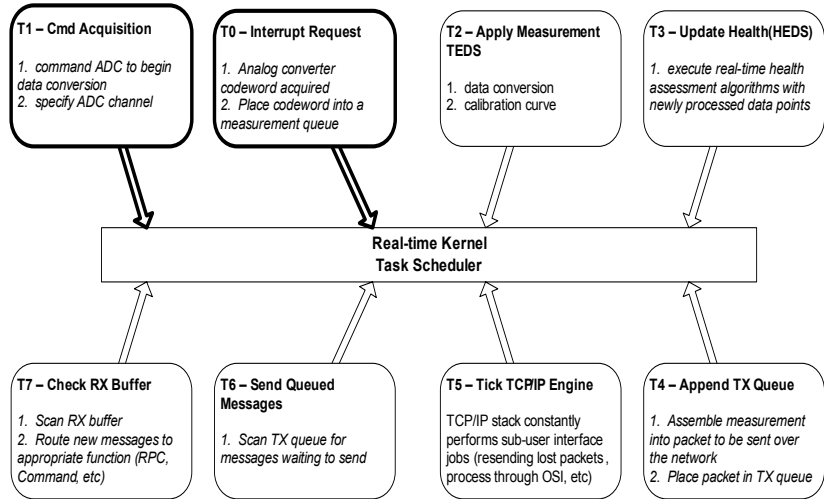 T1 – Cmd Acquisition
1. command ADC to begin
data conversion
2. specify ADC channel
T0 – Interrupt Request
1. Analog converter
codeword acquired
2. Place codeword into a
measurement queue
T2 – Apply Measurement
TEDS
1. data conversion
2. calibration curve
T3 – Update Health(HEDS)
1. execute real-time health
assessment algorithms with
newly processed data points
Real-time Kernel
Task Scheduler
T7 – Check RX Buffer
1. Scan RX buffer
2. Route new messages to
appropriate function (RPC,
Command, etc)
T6 – Send Queued
Messages
1. Scan TX queue for
messages waiting to send
T5 – Tick TCP/IP Engine
TCP/IP stack constantly
performs sub-user interface
jobs (resending lost packets,
process through OSI, etc)
T4 – Append TX Queue
1. Assemble measurement
into packet to be sent over
the network
2. Place packet in TX queue